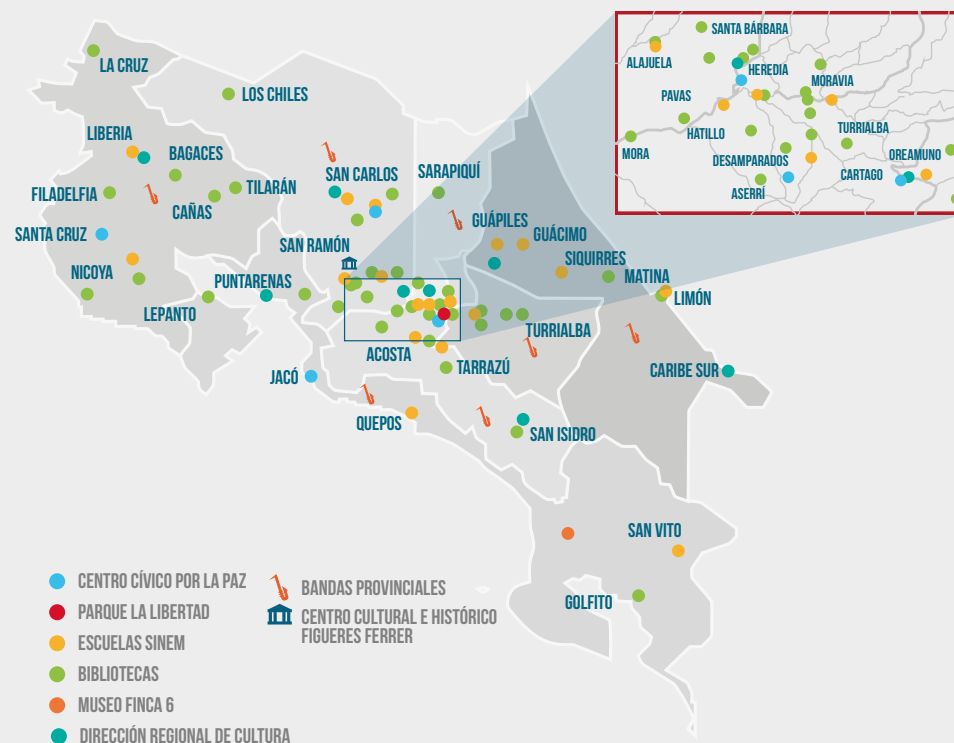 SANTA BÁRBARA
ALAJUELA
HEREDIA
MORAVIA
PAVAS
HATILLO
TURRIALBA
MORA
DESAMPARADOS
OREAMUNO
CARTAGO
ASERRÍ
LA CRUZ
LOS CHILES
LIBERIA
BAGACES
SAN CARLOS
SARAPIQUÍ
FILADELFIA
TILARÁN
CAÑAS
GUÁPILES
GUÁCIMO
SANTA CRUZ
SAN RAMÓN
SIQUIRRES
NICOYA
PUNTARENAS
MATINA
LIMÓN
LEPANTO
TURRIALBA
ACOSTA
TARRAZÚ
CARIBE SUR
JACÓ
QUEPOS
SAN ISIDRO
SAN VITO
GOLFITO
CENTRO CÍVICO POR LA PAZ
PARQUE LA LIBERTAD
ESCUELAS SINEM
BIBLIOTECAS
MUSEO FINCA 6
DIRECCIÓN REGIONAL DE CULTURA
BANDAS PROVINCIALES
CENTRO CULTURAL E HISTÓRICO
FIGUERES FERRER